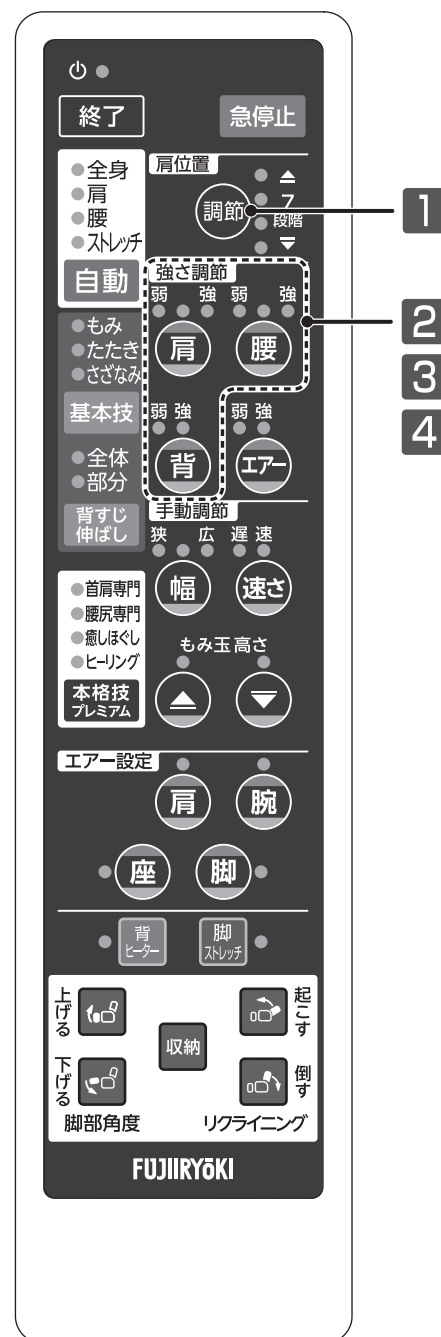 終了 急停止
全身 肩位置
肩 7
腰 調節 段階
ストレッチ
自動 強さ調節
弱 強 弱 強
もみ
たたき 肩 腰
さざなみ
基本技 弱 強 弱 強
全体
部分 背 エアー
背すじ
伸ばし 手動調節
狭 広 遅 速
首肩専門 幅 速さ
腰尻専門
癒しほぐし もみ玉高さ
ヒーリング
本格技
プレミアム
エアー設定
肩 腕
座 脚
背 脚
ヒーター ストレッチ
上げる 起こす
収納
下げる 倒す
脚部角度 リクライニング
FUJIIRYōKI
1
2
3
4